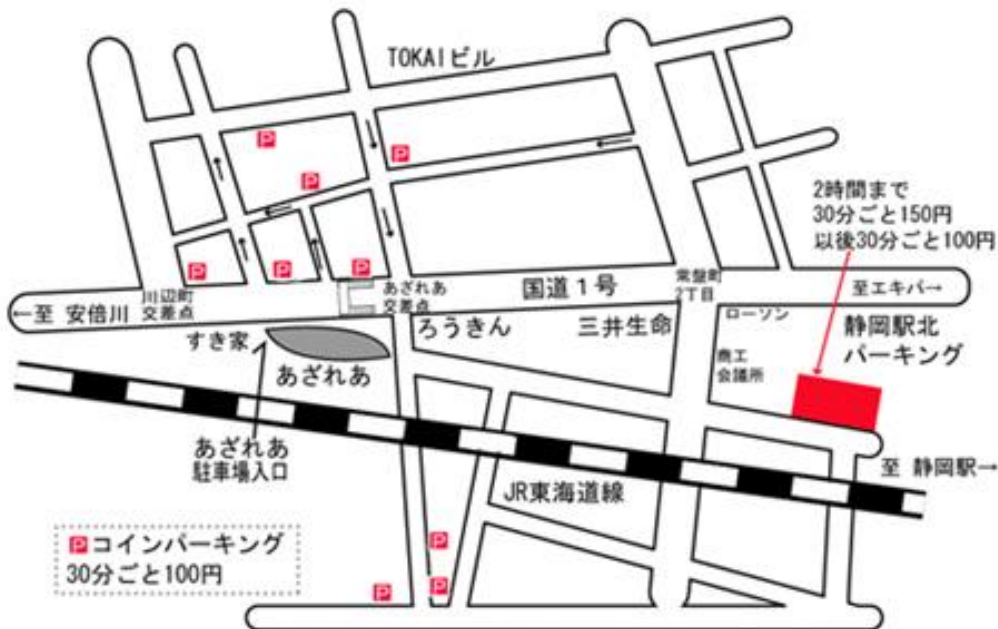 TOKAIビル
P
P
P
2時間まで
30分ごと150円
以後30分ごと100円
P
P
P
←至 安倍川
川辺町
交差点
あざれあ
交差点
国道1号
常盤町
2丁目
至エキパ→
すき家
あざれあ
ろうきん
三井生命
ローソン
静岡駅北
パーキング
商工
会議所
あざれあ
駐車場入口
JR東海道線
至 静岡駅→
Pコインパーキング
30分ごと100円
P
P
P